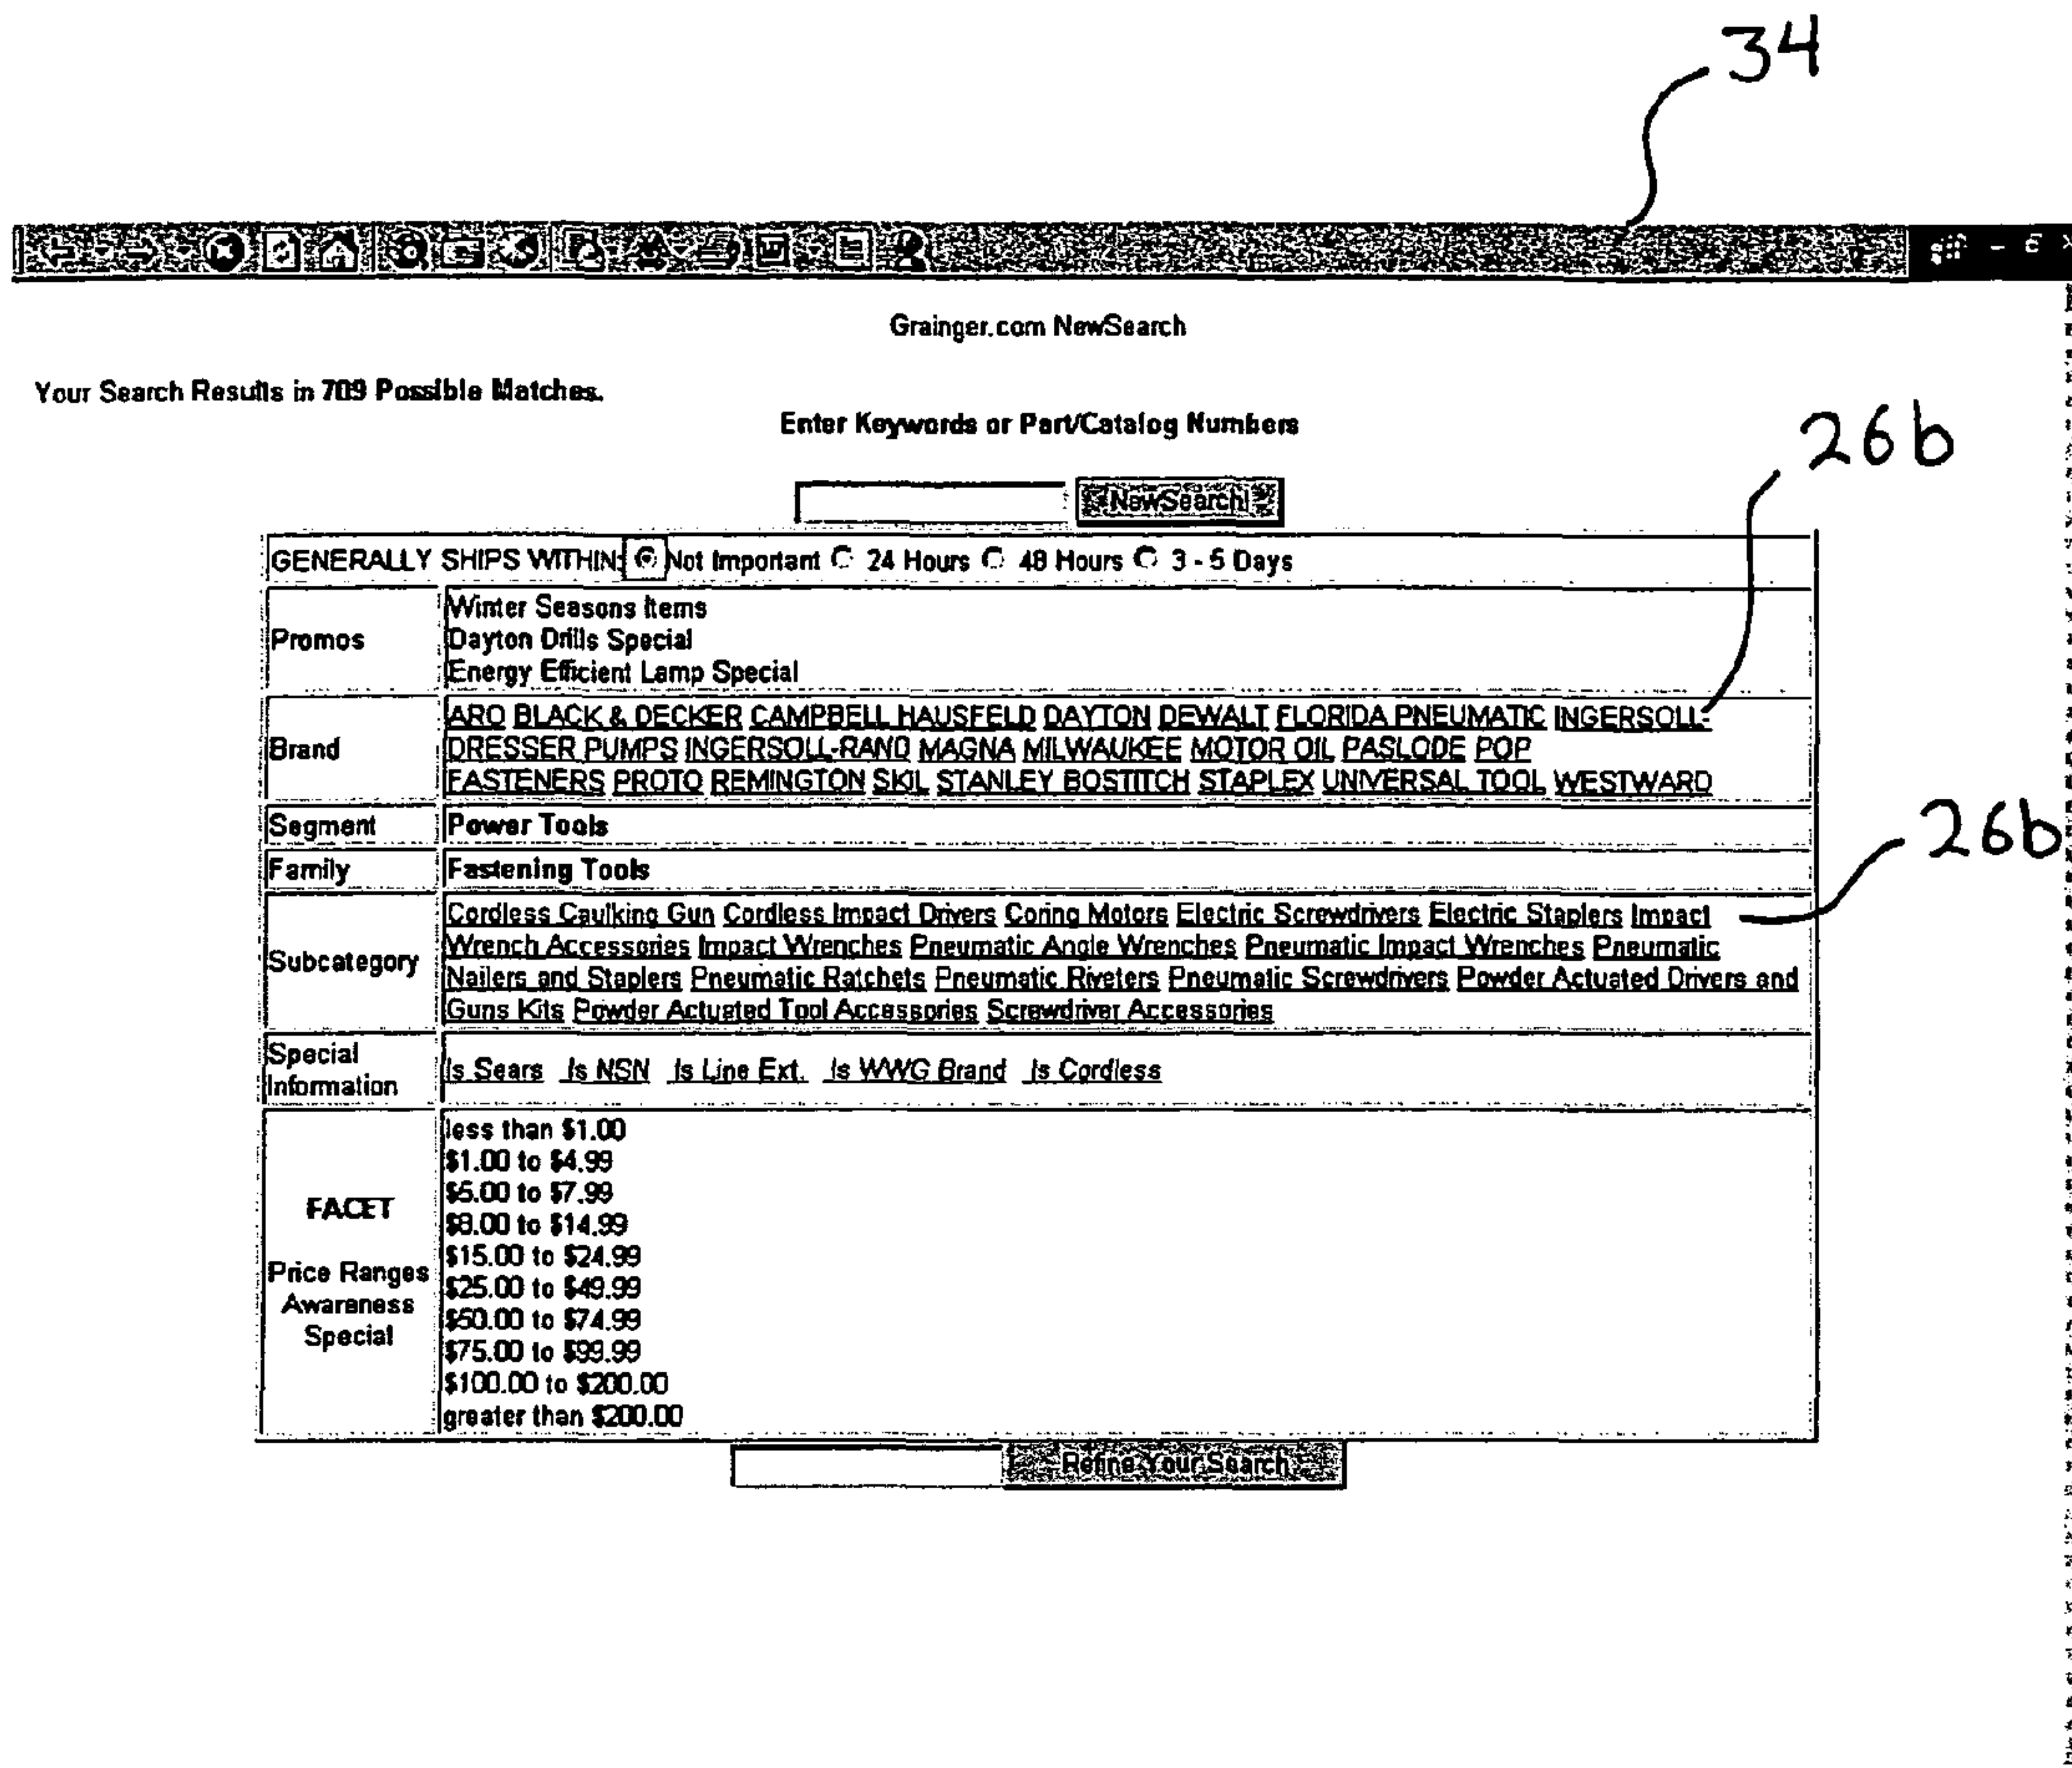 34
Grainger.com NewSearch
Your Search Results in 709 Possible Matches.
Enter Keywords or Part/Catalog Numbers
26b
NewSearch!
GENERALLY SHIPS WITHIN: Not Important 24 Hours 48 Hours 3 - 5 Days
Promos
Winter Seasons Items
Dayton Drills Special
Energy Efficient Lamp Special
Brand
ARO BLACK & DECKER CAMPBELL HAUSFELD DAYTON DEWALT FLORIDA PNEUMATIC INGERSOLL-
DRESSER PUMPS INGERSOLL-RAND MAGNA MILWAUKEE MOTOR OIL PASLODE POP
FASTENERS PROTO REMINGTON SKIL STANLEY BOSTITCH STAPLEX UNIVERSAL TOOL WESTWARD
Segment
Power Tools
Family
Fastening Tools
26b
Subcategory
Cordless Caulking Gun Cordless Impact Drivers Coring Motors Electric Screwdrivers Electric Staplers Impact
Wrench Accessories Impact Wrenches Pneumatic Angle Wrenches Pneumatic Impact Wrenches Pneumatic
Nailers and Staplers Pneumatic Ratchets Pneumatic Riveters Pneumatic Screwdrivers Powder Actuated Drivers and
Guns Kits Powder Actuated Tool Accessories Screwdriver Accessories
Special
Information
Is Sears Is NSN Is Line Ext. Is WWG Brand Is Cordless
FACET
Price Ranges
Awareness
Special
less than $1.00
$1.00 to $4.99
$5.00 to $7.99
$8.00 to $14.99
$15.00 to $24.99
$25.00 to $49.99
$50.00 to $74.99
$75.00 to $99.99
$100.00 to $200.00
greater than $200.00
Refine Your Search